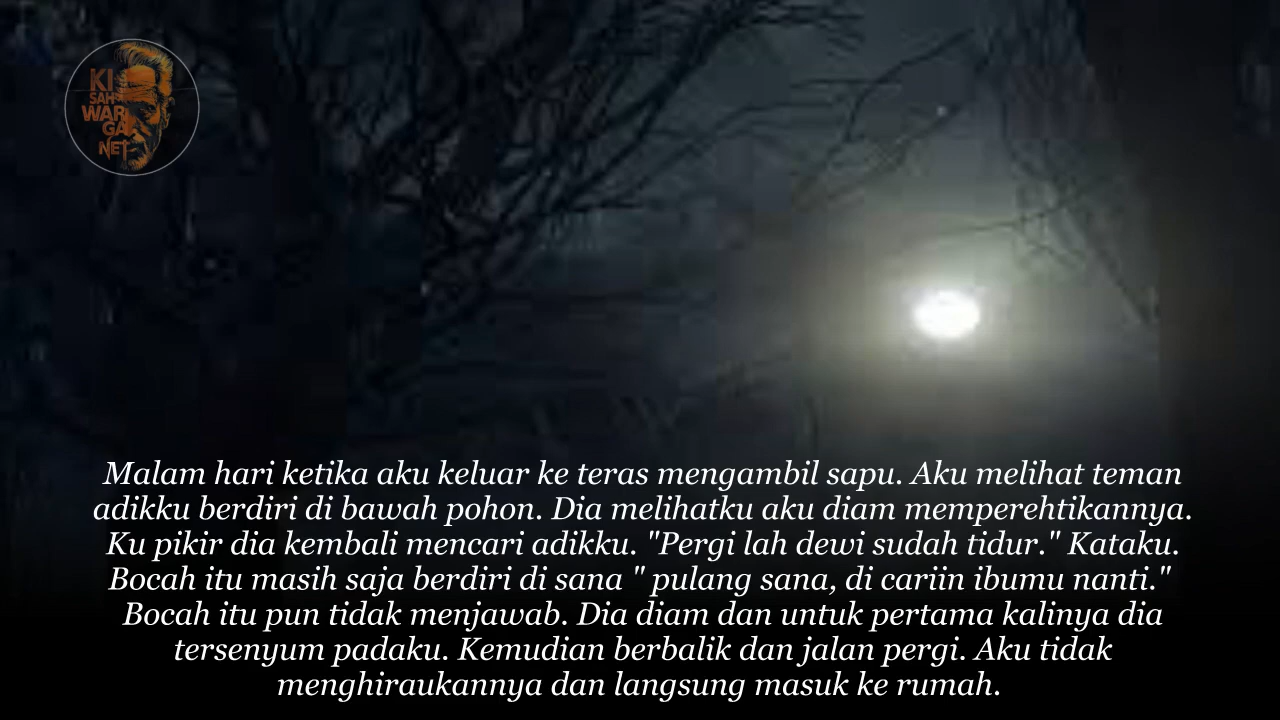 KI
SAH
WAR
GA
NET
Malam hari ketika aku keluar ke teras mengambil sapu. Aku melihat teman
adikku berdiri di bawah pohon. Dia melihatku aku diam memperehtikannya.
Ku pikir dia kembali mencari adikku. "Pergi lah dewi sudah tidur." Kataku.
Bocah itu masih saja berdiri di sana " pulang sana, di cariin ibumu nanti."
Bocah itu pun tidak menjawab. Dia diam dan untuk pertama kalinya dia
tersenyum padaku. Kemudian berbalik dan jalan pergi. Aku tidak
menghiraukannya dan langsung masuk ke rumah.